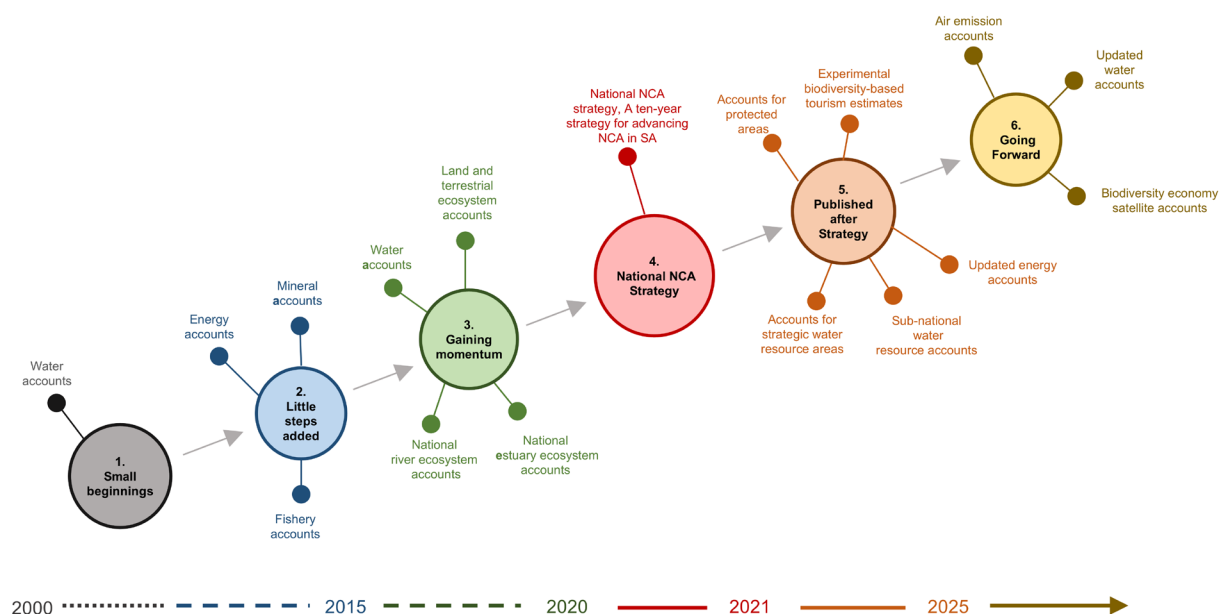 Water
accounts
1.
Small
beginnings
Energy
accounts
Mineral
accounts
2.
Little
steps
added
Fishery
accounts
Water
accounts
Land and
terrestrial
ecosystem
accounts
3.
Gaining
momentum
National
river ecosystem
accounts
National
estuary ecosystem
accounts
National NCA
strategy, A ten-year
strategy for advancing
NCA in SA
4.
National NCA
Strategy
Accounts for
protected
areas
Experimental
biodiversity-based
tourism estimates
5.
Published
after
Strategy
Accounts for
strategic water
resource areas
Sub-national
water
resource accounts
Updated energy
accounts
Air emission
accounts
Updated
water
accounts
6.
Going
Forward
Biodiversity economy
satellite accounts
2000
2015
2020
2021
2025